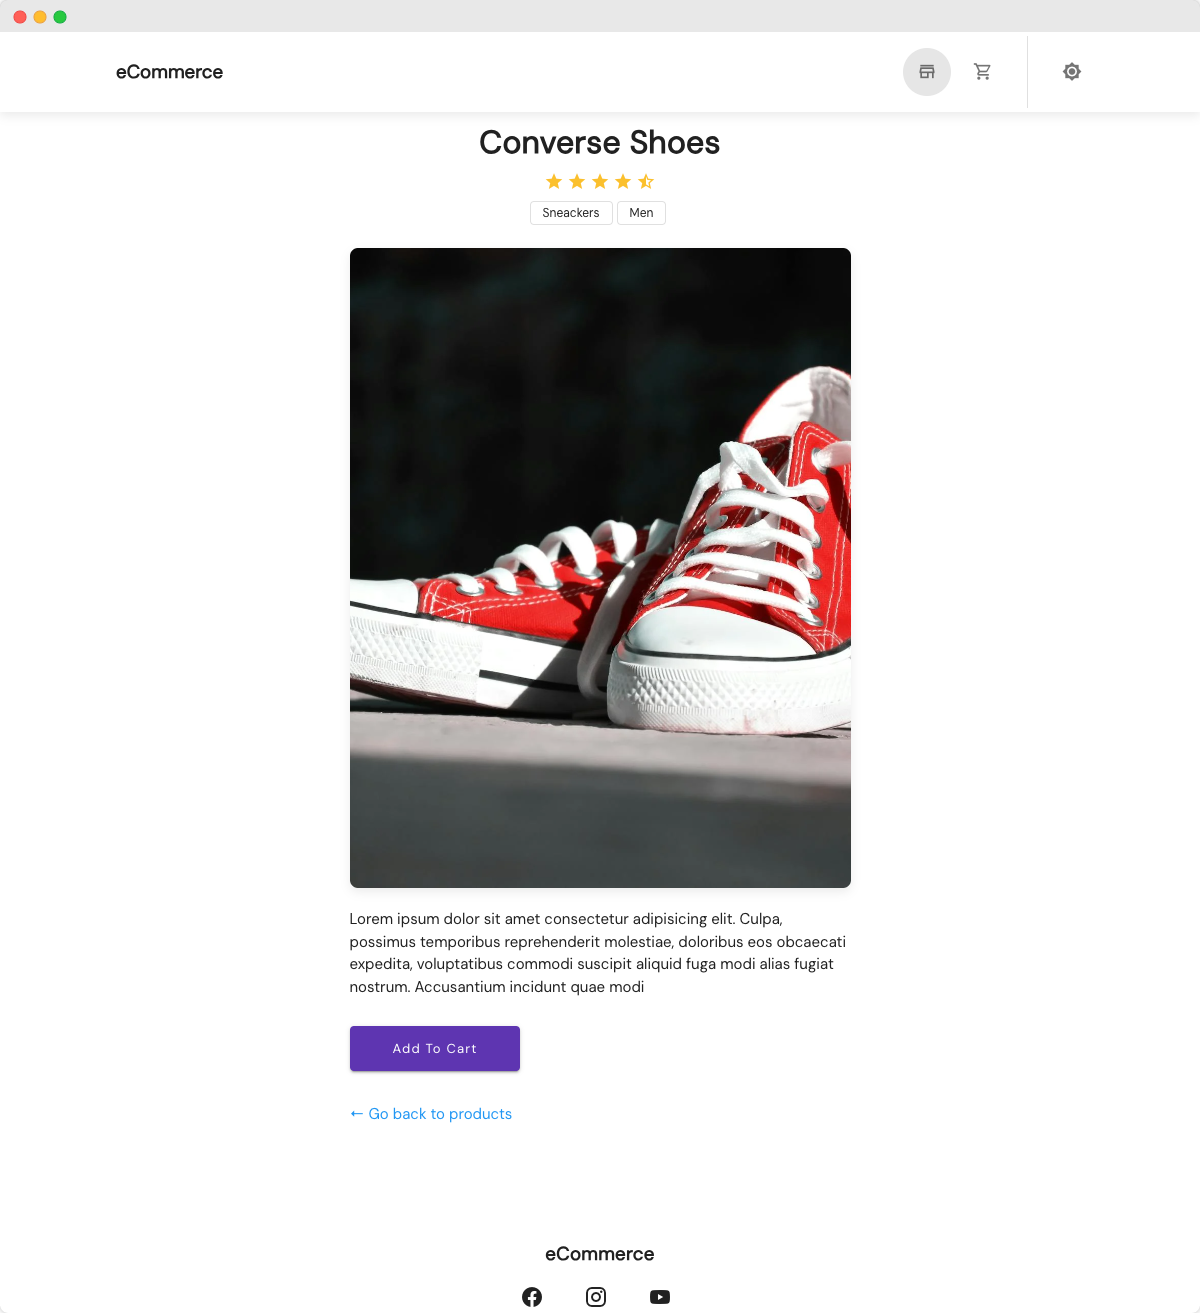 eCommerce
Converse Shoes
Sneackers
Men
Lorem ipsum dolor sit amet consectetur adipisicing elit. Culpa,
possimus temporibus reprehenderit molestiae, doloribus eos obcaecati
expedita, voluptatibus commodi suscipit aliquid fuga modi alias fugiat
nostrum. Accusantium incidunt quae modi
Add To Cart
← Go back to products
eCommerce